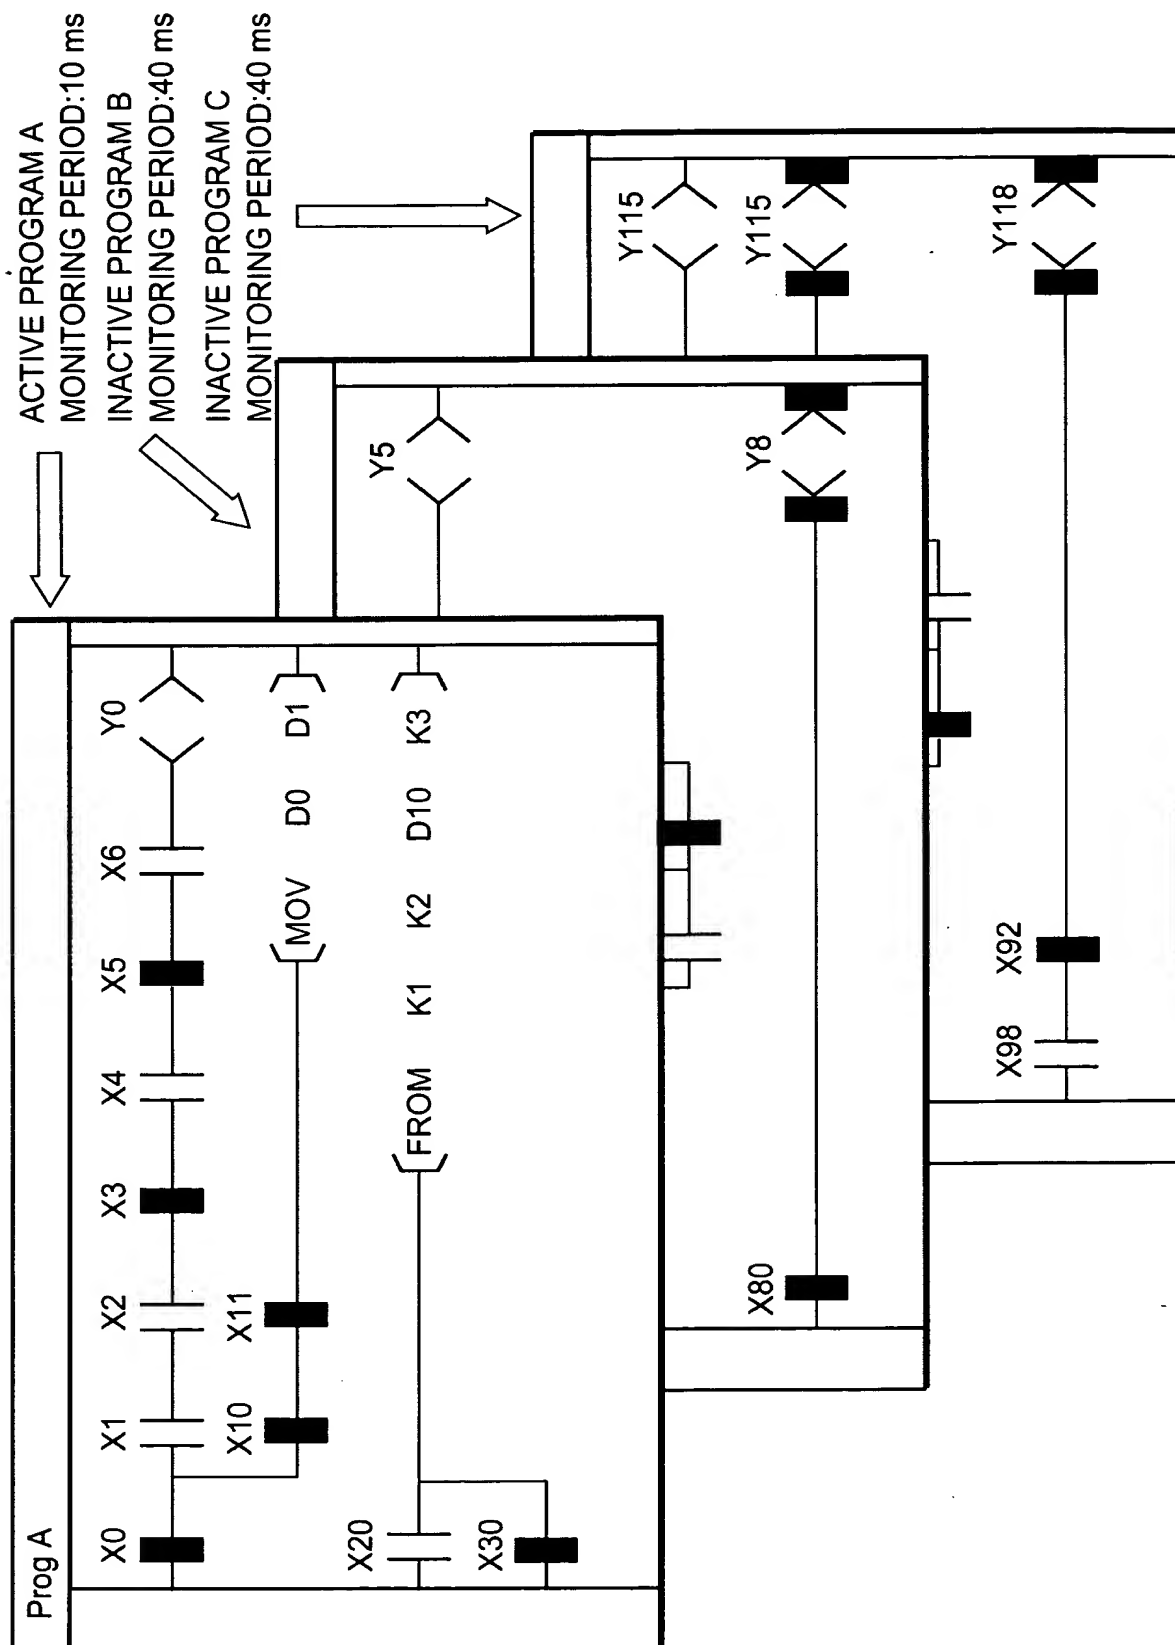 ACTIVE PROGRAM A
MONITORING PERIOD:10 ms
INACTIVE PROGRAM B
MONITORING PERIOD:40 ms
INACTIVE PROGRAM C
MONITORING PERIOD:40 ms
Prog A
X0 X1 X2 X3 X4 X5 X6 Y0
X10 X11 MOV D0 D1
X20 FROM K1 K2 D10 K3
X30
Y5
X80 Y8
Y115
Y115
X98 X92 Y118